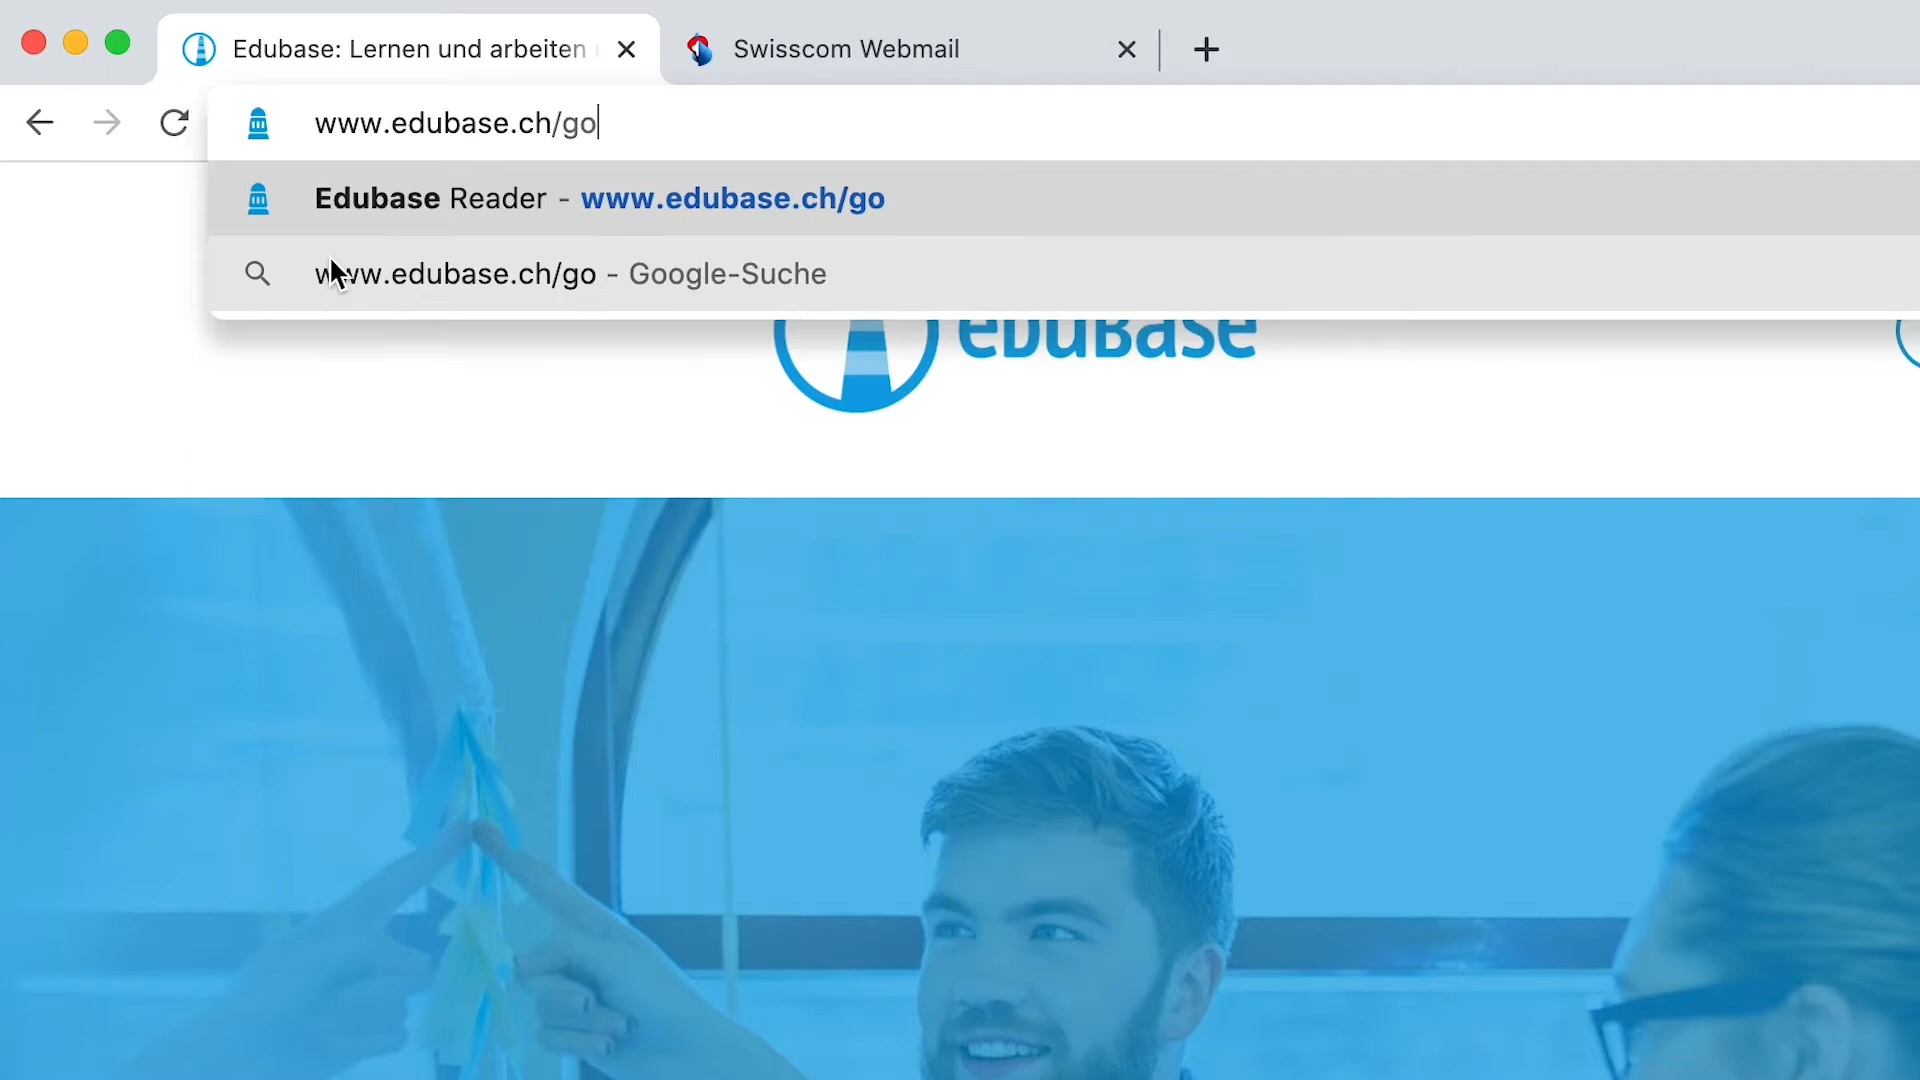 Edubase: Lernen und arbeiten
Swisscom Webmail
www.edubase.ch/go
Edubase Reader - www.edubase.ch/go
www.edubase.ch/go - Google-Suche
eDUBaSe